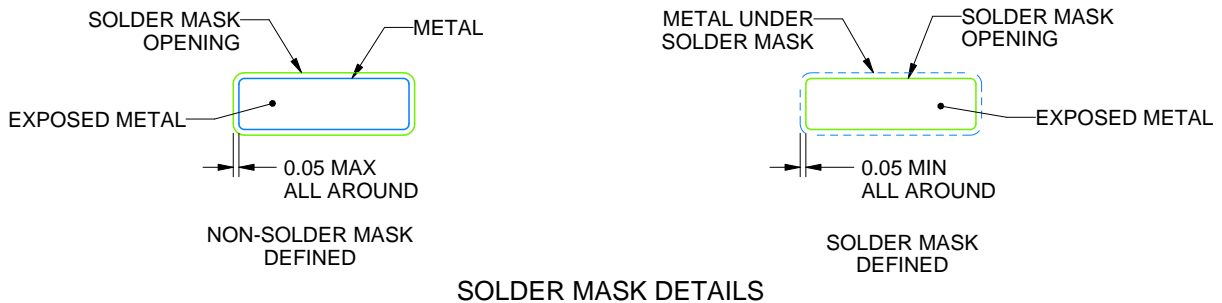 SOLDER MASK
OPENING
METAL
EXPOSED METAL
0.05 MAX
ALL AROUND
NON-SOLDER MASK
DEFINED
METAL UNDER
SOLDER MASK
SOLDER MASK
OPENING
EXPOSED METAL
0.05 MIN
ALL AROUND
SOLDER MASK
DEFINED
SOLDER MASK DETAILS